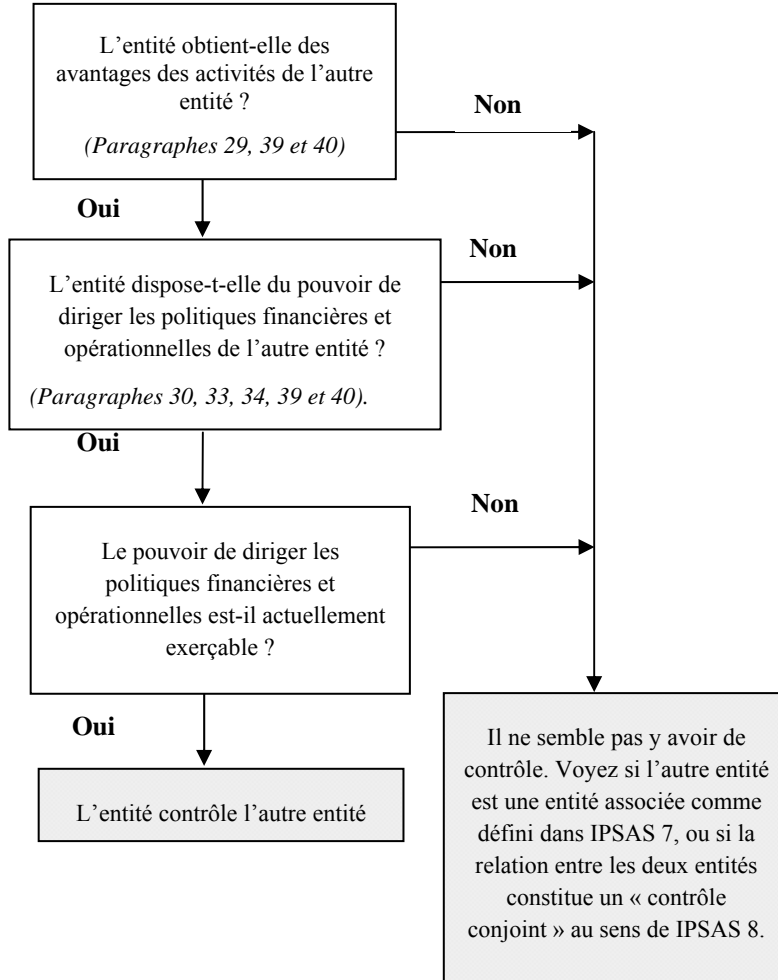 L’entité obtient-elle des
avantages des activités de l’autre
entité ?
(Paragraphes 29, 39 et 40)
Non
Oui
L’entité dispose-t-elle du pouvoir de
diriger les politiques financières et
opérationnelles de l’autre entité ?
(Paragraphes 30, 33, 34, 39 et 40).
Non
Oui
Le pouvoir de diriger les
politiques financières et
opérationnelles est-il actuellement
exerçable ?
Non
Oui
L’entité contrôle l’autre entité
Il ne semble pas y avoir de
contrôle. Voyez si l’autre entité
est une entité associée comme
défini dans IPSAS 7, ou si la
relation entre les deux entités
constitue un « contrôle
conjoint » au sens de IPSAS 8.